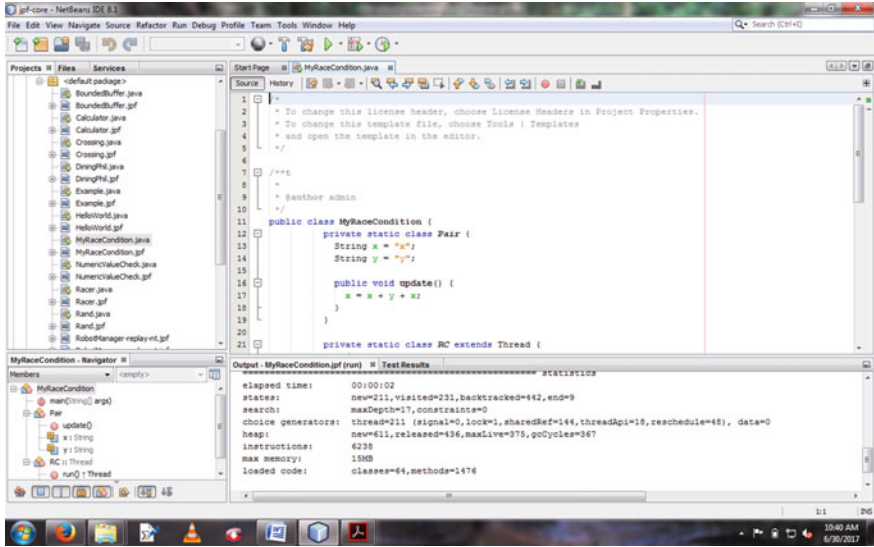 jpf-core - NetBeans IDE 8.1
File Edit View Navigate Source Refactor Run Debug Profile Team Tools Window Help
Search (Ctrl+I)
Projects Files Services
<default package>
BoundedBuffer.java
BoundedBuffer.jpf
Calculator.java
Calculator.jpf
Crossing.java
Crossing.jpf
DiningPhil.java
DiningPhil.jpf
Example.java
Example.jpf
HelloWorld.java
HelloWorld.jpf
MyRaceCondition.java
MyRaceCondition.jpf
NumericValueCheck.java
NumericValueCheck.jpf
Racer.java
Racer.jpf
Rand.java
Rand.jpf
RobotManager-replay-nt.jpf
Start Page MyRaceCondition.java
Source History
1 /*
2 * To change this license header, choose License Headers in Project Properties.
3 * To change this template file, choose Tools | Templates
4 * and open the template in the editor.
5 */
6
7 /**t
8 *
9 * @author admin
10 */
11 public class MyRaceCondition {
12 private static class Pair {
13 String x = "x";
14 String y = "y";
15
16 public void update() {
17 x = x + y + x;
18 }
19 }
20
21 private static class RC extends Thread {
MyRaceCondition - Navigator
Members <empty>
MyRaceCondition
main(String[] args)
Pair
update()
x : String
y : String
RC :: Thread
run() ↑ Thread
Output - MyRaceCondition.jpf (run) Test Results
====================================================== statistics
elapsed time: 00:00:02
states: new=211,visited=231,backtracked=442,end=9
search: maxDepth=17,constraints=0
choice generators: thread=211 (signal=0,lock=1,sharedRef=144,threadApi=18,reschedule=48), data=0
heap: new=611,released=436,maxLive=375,gcCycles=367
instructions: 6238
max memory: 15MB
loaded code: classes=64,methods=1476
1:1 INS
10:40 AM
6/30/2017